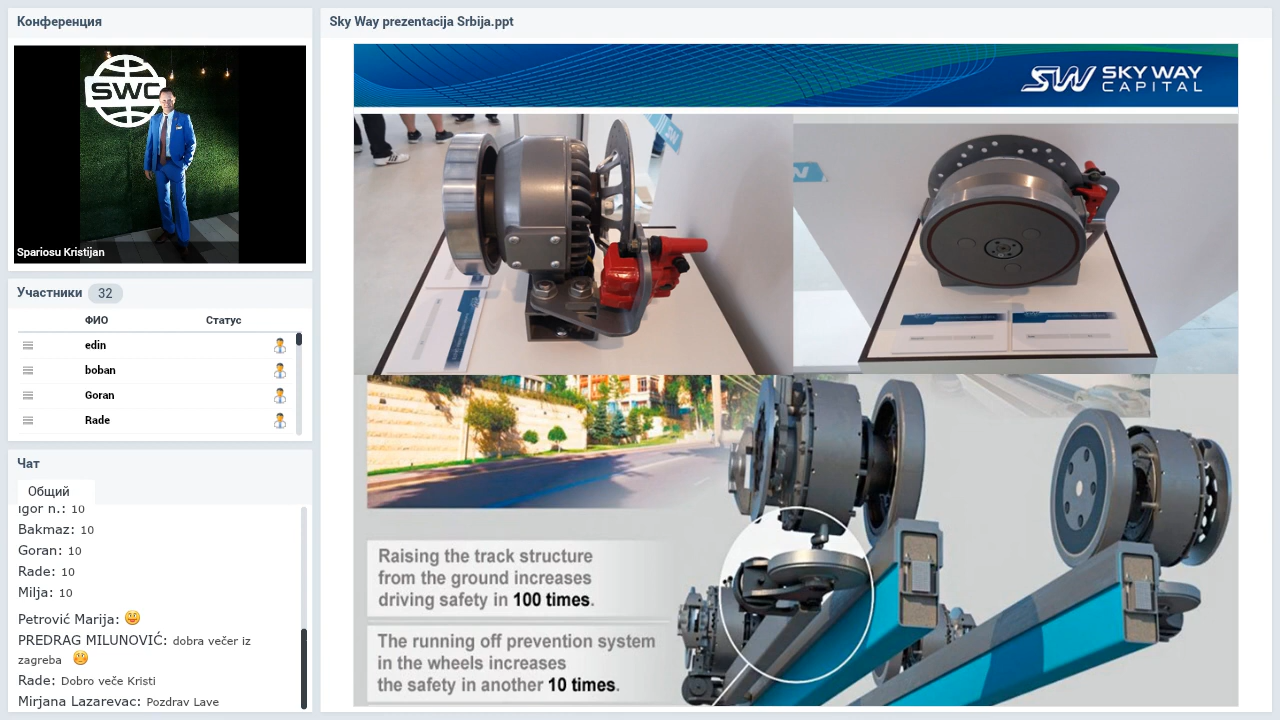 Конференция
SWC
Spariosu Kristijan
Участники 32
ФИО Статус
edin
boban
Goran
Rade
Чат
Общий
igor n.: 10
Bakmaz: 10
Goran: 10
Rade: 10
Milja: 10
Petrović Marija:
PREDRAG MILUNOVIĆ: dobra večer iz
zagreba
Rade: Dobro veče Kristi
Mirjana Lazarevac: Pozdrav Lave
Sky Way prezentacija Srbija.ppt
SW SKY WAY
CAPITAL
SW
Raising the track structure
from the ground increases
driving safety in 100 times.
The running off prevention system
in the wheels increases
the safety in another 10 times.